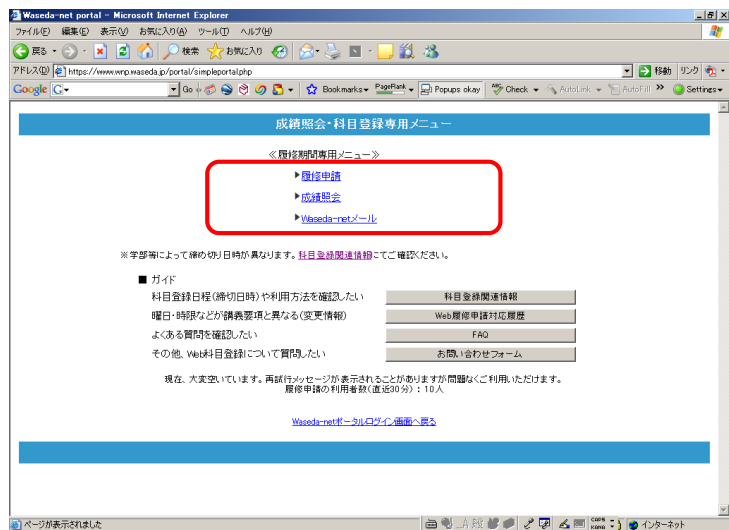 Waseda-net portal - Microsoft Internet Explorer
ファイル(F) 編集(E) 表示(V) お気に入り(A) ツール(T) ヘルプ(H)
戻る 検索 お気に入り
アドレス(D) https://www.wnp.waseda.jp/portal/simpleportal.php 移動 リンク
Google G Go Bookmarks PageRank Popups okay Check AutoLink AutoFill Settings
成績照会・科目登録専用メニュー
≪履修期間専用メニュー≫
履修申請
成績照会
Waseda-netメール
※学部等によって締め切り日時が異なります。科目登録関連情報にてご確認ください。
■ ガイド
科目登録日程(締切日時)や利用方法を確認したい 科目登録関連情報
曜日・時限などが講義要項と異なる(変更情報) Web履修申請対応履歴
よくある質問を確認したい FAQ
その他、Web科目登録について質問したい お問い合わせフォーム
現在、大変空いています。再試行メッセージが表示されることがありますが問題なくご利用いただけます。
履修申請の利用者数(直近30分):10人
Waseda-netポータルログイン画面へ戻る
ページが表示されました A 般 CAPS KANA インターネット